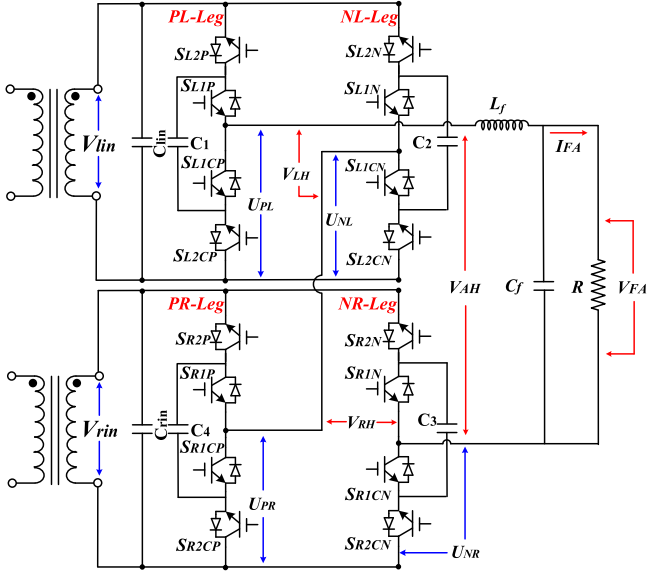 PL-Leg
NL-Leg
SL2P
SL2N
SL1P
SL1N
Lf
Vlin
Clin
C1
C2
IFA
SL1CP
VLH
SL1CN
UPL
UNL
SL2CP
SL2CN
VAH
Cf
R
VFA
PR-Leg
NR-Leg
SR2P
SR2N
SR1P
SR1N
Vrin
Crin
C4
VRH
C3
SR1CP
SR1CN
UPR
SR2CP
SR2CN
UNR